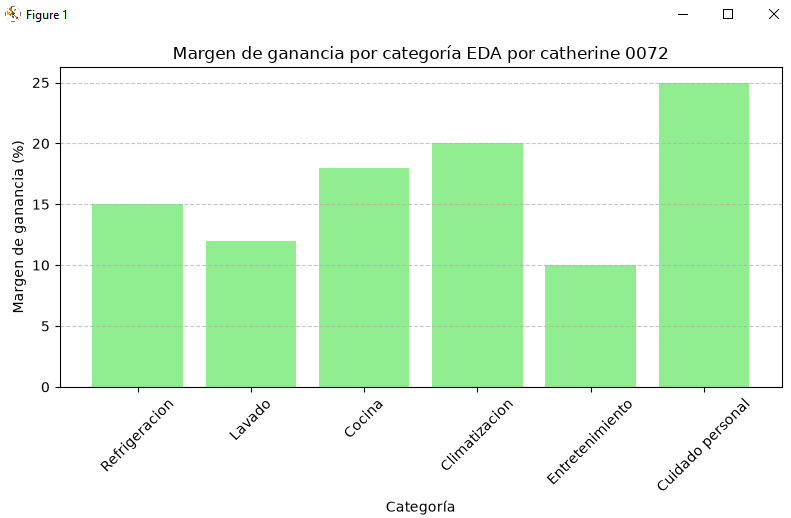 Figure 1
Margen de ganancia por categoría EDA por catherine 0072
Margen de ganancia (%)
25
20
15
10
5
0
Refrigeracion
Lavado
Cocina
Climatizacion
Entretenimiento
Cuidado personal
Categoría